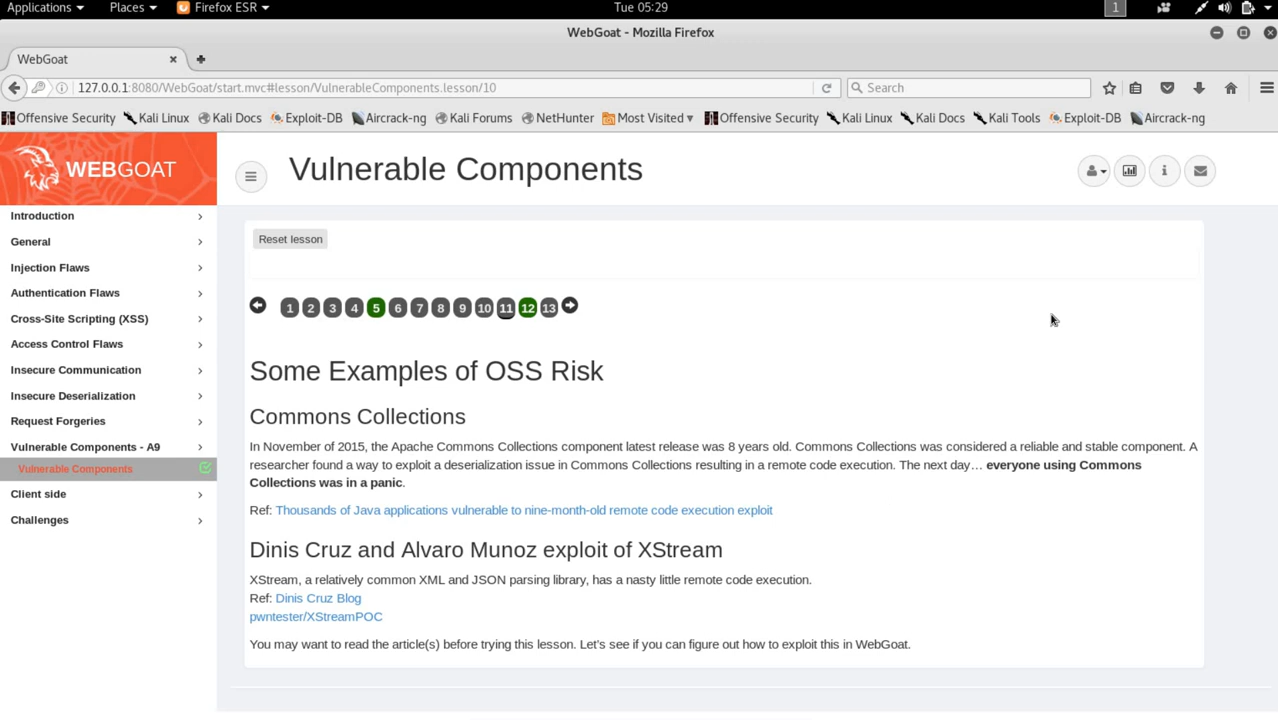 Applications Places Firefox ESR Tue 05:29 1
WebGoat - Mozilla Firefox
WebGoat
127.0.0.1:8080/WebGoat/start.mvc#lesson/VulnerableComponents.lesson/10 Search
Offensive Security Kali Linux Kali Docs Exploit-DB Aircrack-ng Kali Forums NetHunter Most Visited Offensive Security Kali Linux Kali Docs Kali Tools Exploit-DB Aircrack-ng
WEBGOAT
Vulnerable Components
Introduction
General
Injection Flaws
Authentication Flaws
Cross-Site Scripting (XSS)
Access Control Flaws
Insecure Communication
Insecure Deserialization
Request Forgeries
Vulnerable Components - A9
Vulnerable Components
Client side
Challenges
Reset lesson
1 2 3 4 5 6 7 8 9 10 11 12 13
Some Examples of OSS Risk
Commons Collections
In November of 2015, the Apache Commons Collections component latest release was 8 years old. Commons Collections was considered a reliable and stable component. A
researcher found a way to exploit a deserialization issue in Commons Collections resulting in a remote code execution. The next day… everyone using Commons
Collections was in a panic.
Ref: Thousands of Java applications vulnerable to nine-month-old remote code execution exploit
Dinis Cruz and Alvaro Munoz exploit of XStream
XStream, a relatively common XML and JSON parsing library, has a nasty little remote code execution.
Ref: Dinis Cruz Blog
pwntester/XStreamPOC
You may want to read the article(s) before trying this lesson. Let's see if you can figure out how to exploit this in WebGoat.